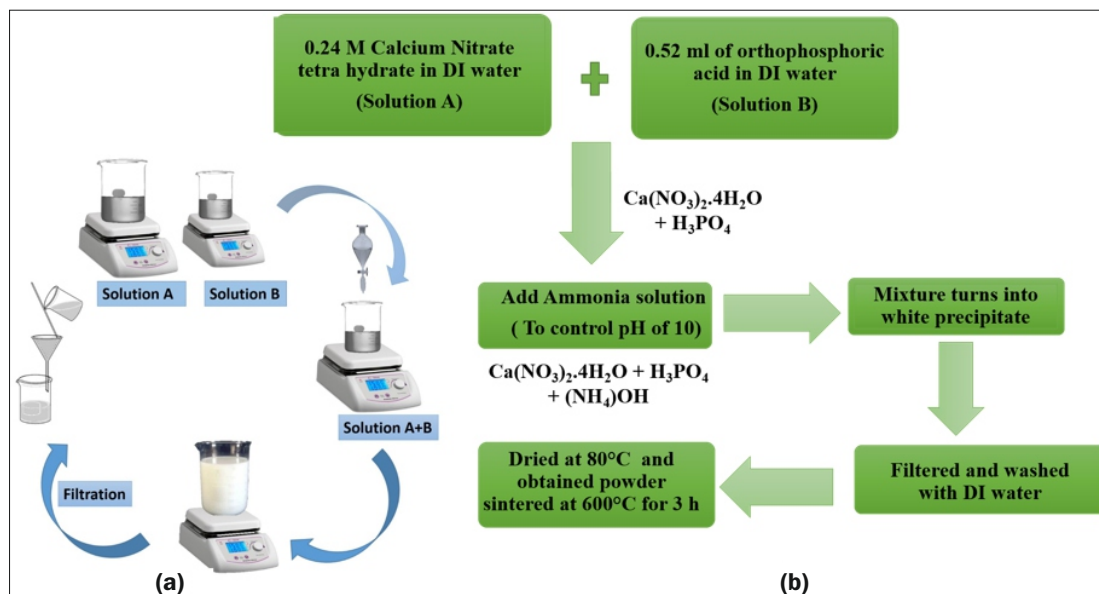 0.24 M Calcium Nitrate
tetra hydrate in DI water
(Solution A)
0.52 ml of orthophosphoric
acid in DI water
(Solution B)
Ca(NO₃)₂.4H₂O
+ H₃PO₄
Solution A
Solution B
Add Ammonia solution
( To control pH of 10)
Mixture turns into
white precipitate
Ca(NO₃)₂.4H₂O + H₃PO₄
+ (NH₄)OH
Solution A+B
Filtration
Dried at 80°C and
obtained powder
sintered at 600°C for 3 h
Filtered and washed
with DI water
(a)
(b)